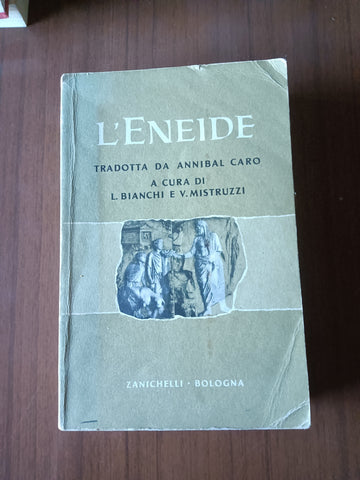 L'ENEIDE
TRADOTTA DA ANNIBAL CARO
A CURA DI
L. BIANCHI E V. MISTRUZZI
ZANICHELLI · BOLOGNA